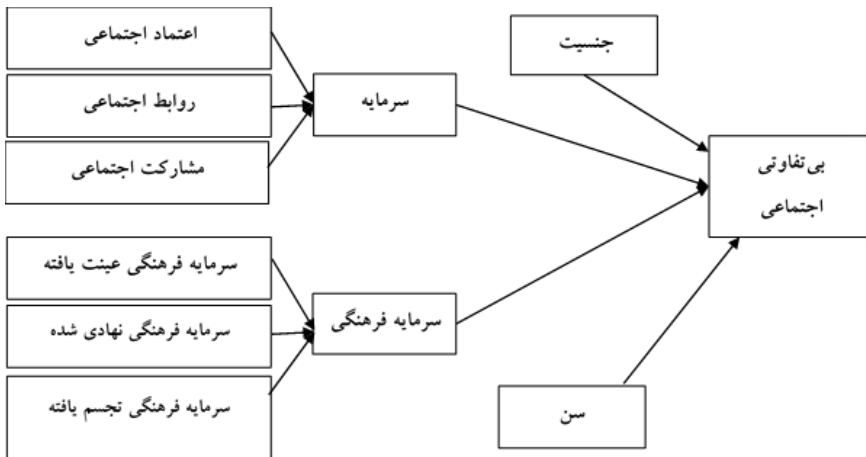 اعتماد اجتماعی
روابط اجتماعی
مشارکت اجتماعی
سرمایه
جنسیت
بی‌تفاوتی
اجتماعی
سرمایه فرهنگی عینت یافته
سرمایه فرهنگی نهادی شده
سرمایه فرهنگی تجسم یافته
سرمایه فرهنگی
سن